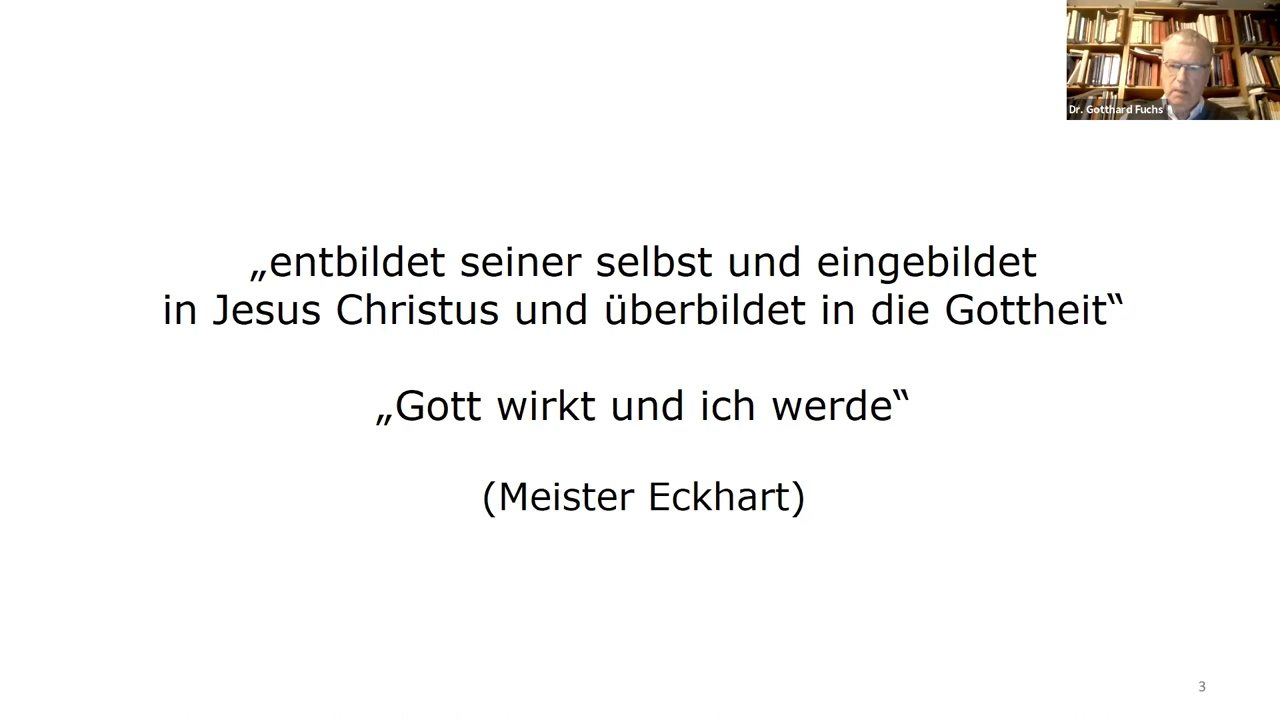 Dr. Gotthard Fuchs
„entbildet seiner selbst und eingebildet
in Jesus Christus und überbildet in die Gottheit“
„Gott wirkt und ich werde“
(Meister Eckhart)
3